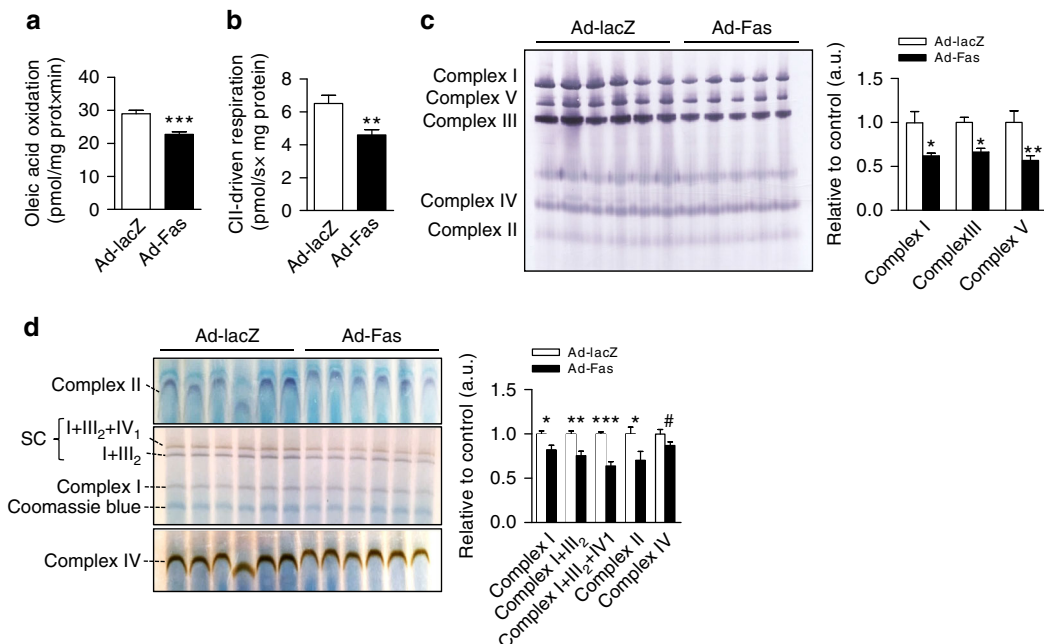 a
Oleic acid oxidation
(pmol/mg prot×min)
40
30
20
10
0
***
Ad-lacZ
Ad-Fas
b
CII-driven respiration
(pmol/s× mg protein)
8
6
4
2
0
**
Ad-lacZ
Ad-Fas
c
Ad-lacZ
Ad-Fas
Complex I
Complex V
Complex III
Complex IV
Complex II
Ad-lacZ
Ad-Fas
Relative to control (a.u.)
1.5
1.0
0.5
0.0
*
*
**
Complex I
ComplexIII
Complex V
d
Ad-lacZ
Ad-Fas
Complex II
SC
I+III₂+IV₁
I+III₂
Complex I
Coomassie blue
Complex IV
Ad-lacZ
Ad-Fas
Relative to control (a.u.)
1.5
1.0
0.5
0.0
*
**
***
*
#
Complex I
Complex I+III₂
Complex I+III₂+IV1
Complex II
Complex IV